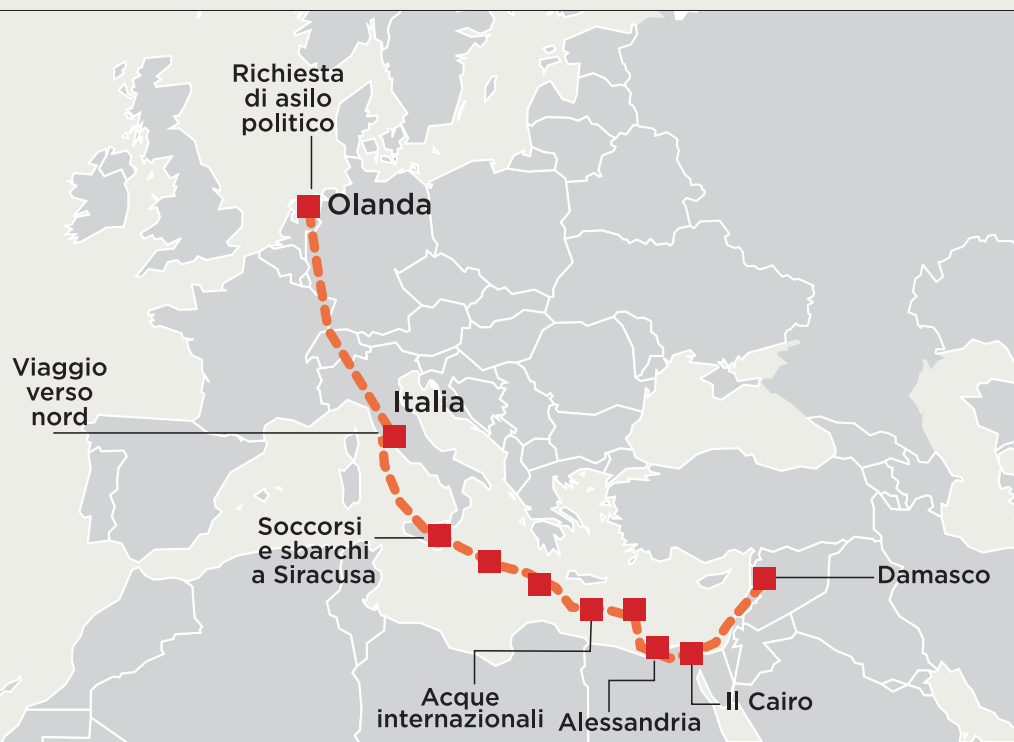 Richiesta
di asilo
politico
Olanda
Viaggio
verso
nord
Italia
Soccorsi
e sbarchi
a Siracusa
Damasco
Acque
internazionali
Alessandria
Il Cairo